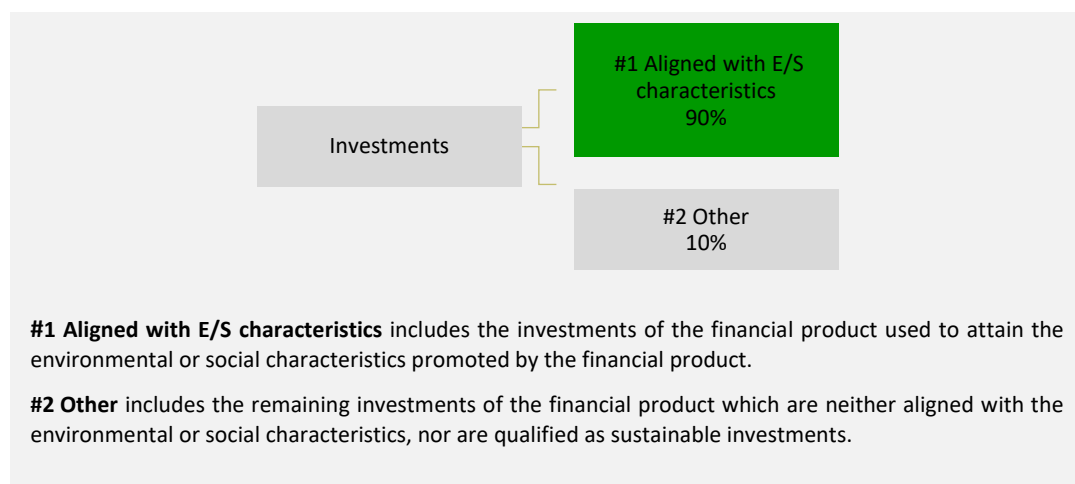 #1 Aligned with E/S
characteristics
90%
Investments
#2 Other
10%
#1 Aligned with E/S characteristics includes the investments of the financial product used to attain the
environmental or social characteristics promoted by the financial product.
#2 Other includes the remaining investments of the financial product which are neither aligned with the
environmental or social characteristics, nor are qualified as sustainable investments.